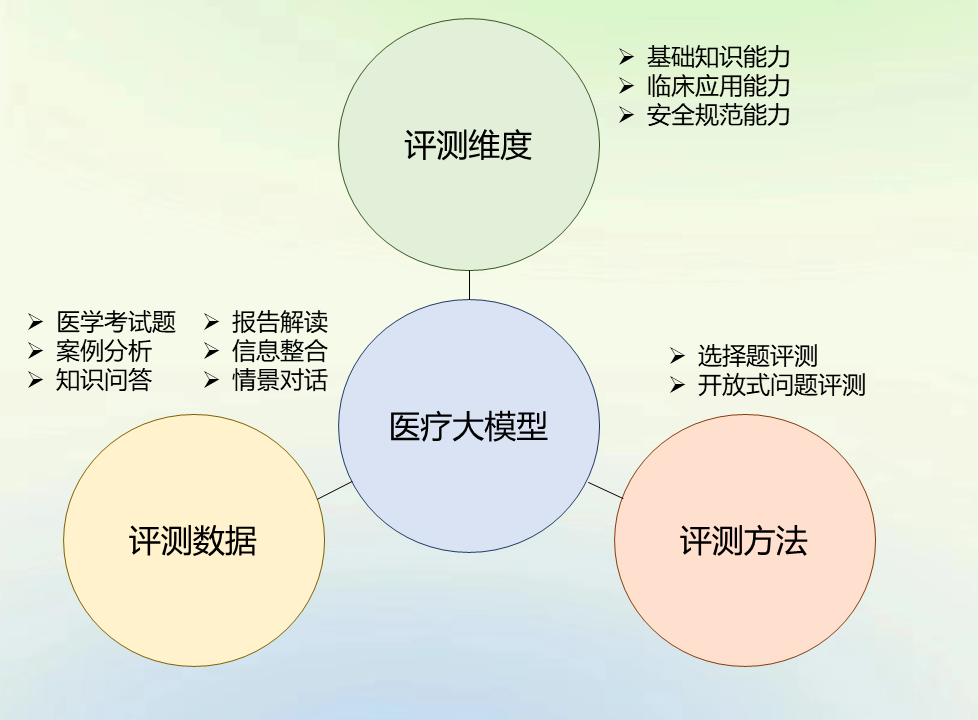 评测维度
➢ 基础知识能力
➢ 临床应用能力
➢ 安全规范能力
医疗大模型
➢ 医学考试题
➢ 案例分析
➢ 知识问答
➢ 报告解读
➢ 信息整合
➢ 情景对话
评测数据
➢ 选择题评测
➢ 开放式问题评测
评测方法